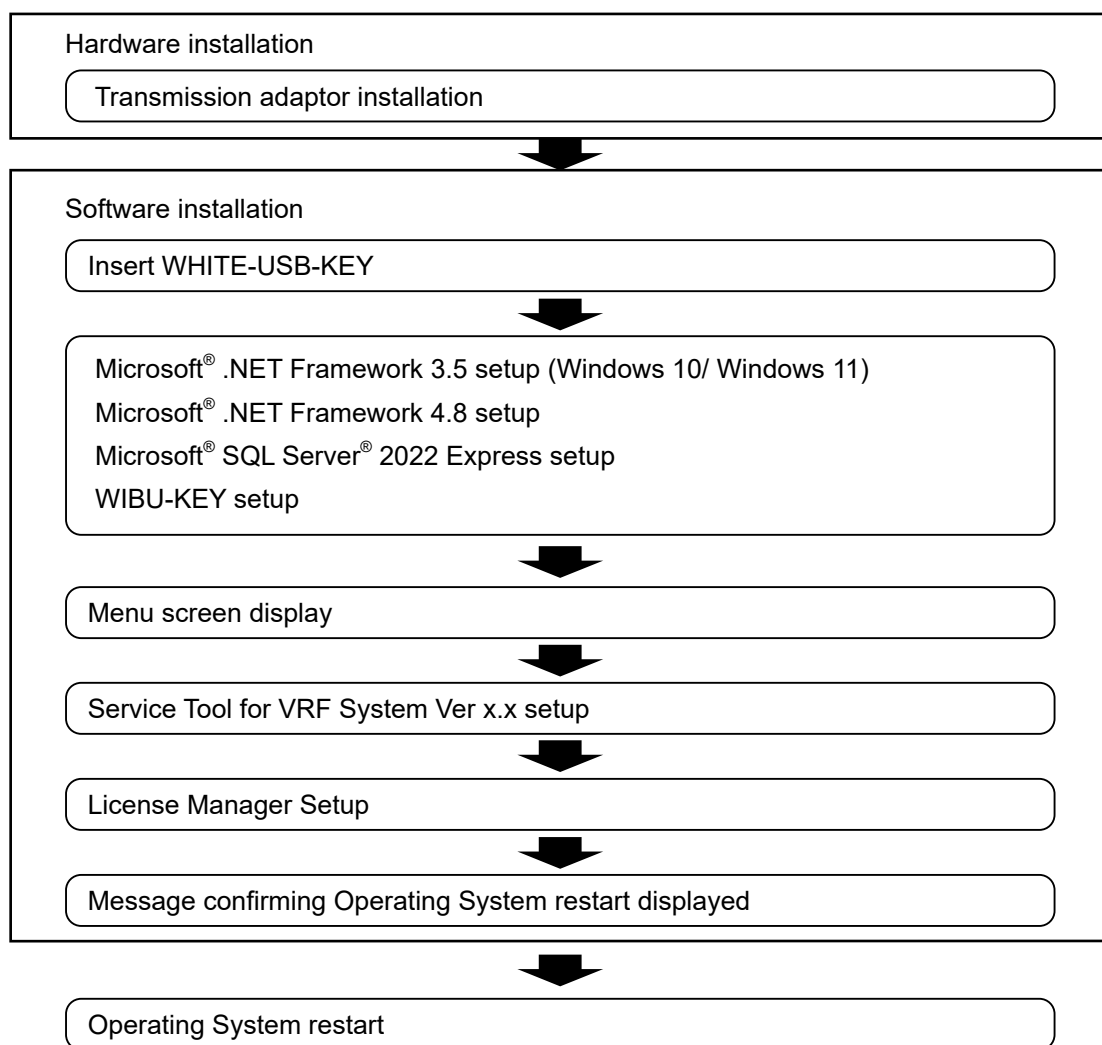 Hardware installation
Transmission adaptor installation
Software installation
Insert WHITE-USB-KEY
Microsoft® .NET Framework 3.5 setup (Windows 10/ Windows 11)
Microsoft® .NET Framework 4.8 setup
Microsoft® SQL Server® 2022 Express setup
WIBU-KEY setup
Menu screen display
Service Tool for VRF System Ver x.x setup
License Manager Setup
Message confirming Operating System restart displayed
Operating System restart